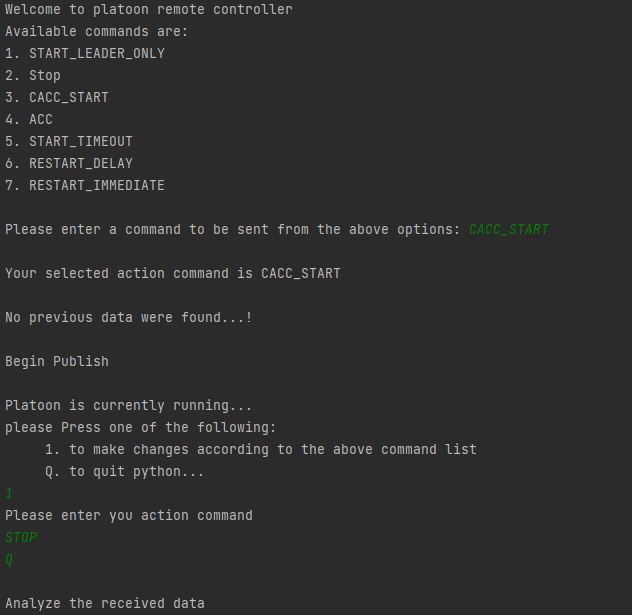 Welcome to platoon remote controller
Available commands are:
1. START_LEADER_ONLY
2. Stop
3. CACC_START
4. ACC
5. START_TIMEOUT
6. RESTART_DELAY
7. RESTART_IMMEDIATE
Please enter a command to be sent from the above options: CACC_START
Your selected action command is CACC_START
No previous data were found...!
Begin Publish
Platoon is currently running...
please Press one of the following:
1. to make changes according to the above command list
Q. to quit python...
1
Please enter you action command
STOP
Q
Analyze the received data